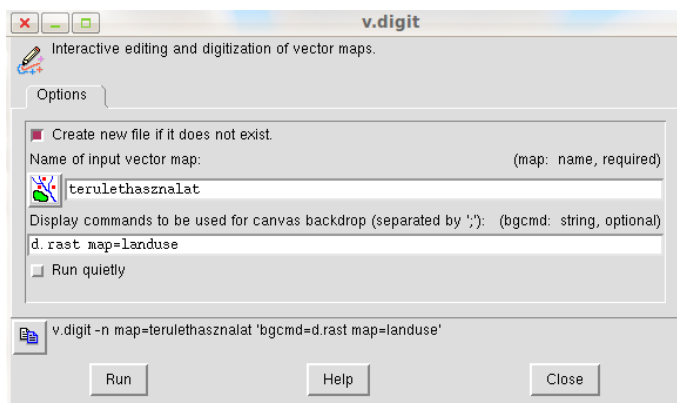 v.digit
Interactive editing and digitization of vector maps.
Options
Create new file if it does not exist.
Name of input vector map: (map: name, required)
terulethasznalat
Display commands to be used for canvas backdrop (separated by ';'): (bgcmd: string, optional)
d.rast map=landuse
Run quietly
v.digit -n map=terulethasznalat 'bgcmd=d.rast map=landuse'
Run Help Close